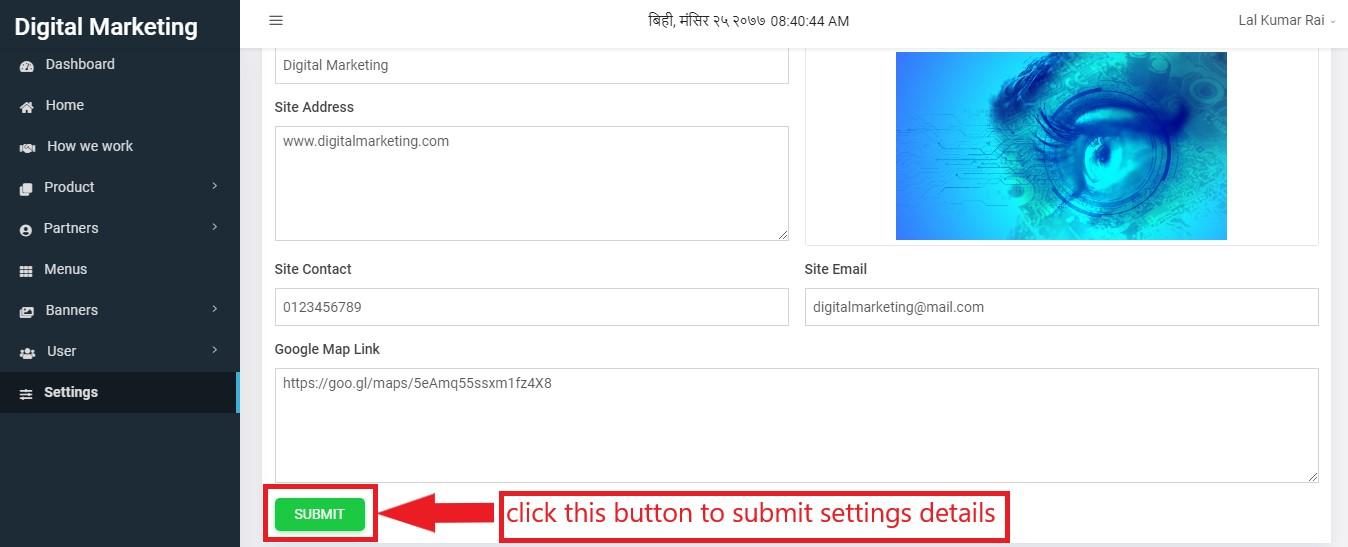 Digital Marketing
बिही, मंसिर २५ २०७७ 08:40:44 AM
Lal Kumar Rai
Dashboard
Home
How we work
Product
Partners
Menus
Banners
User
Settings
Digital Marketing
Site Address
www.digitalmarketing.com
Site Contact
0123456789
Site Email
digitalmarketing@mail.com
Google Map Link
https://goo.gl/maps/5eAmq55ssxm1fz4X8
SUBMIT
click this button to submit settings details